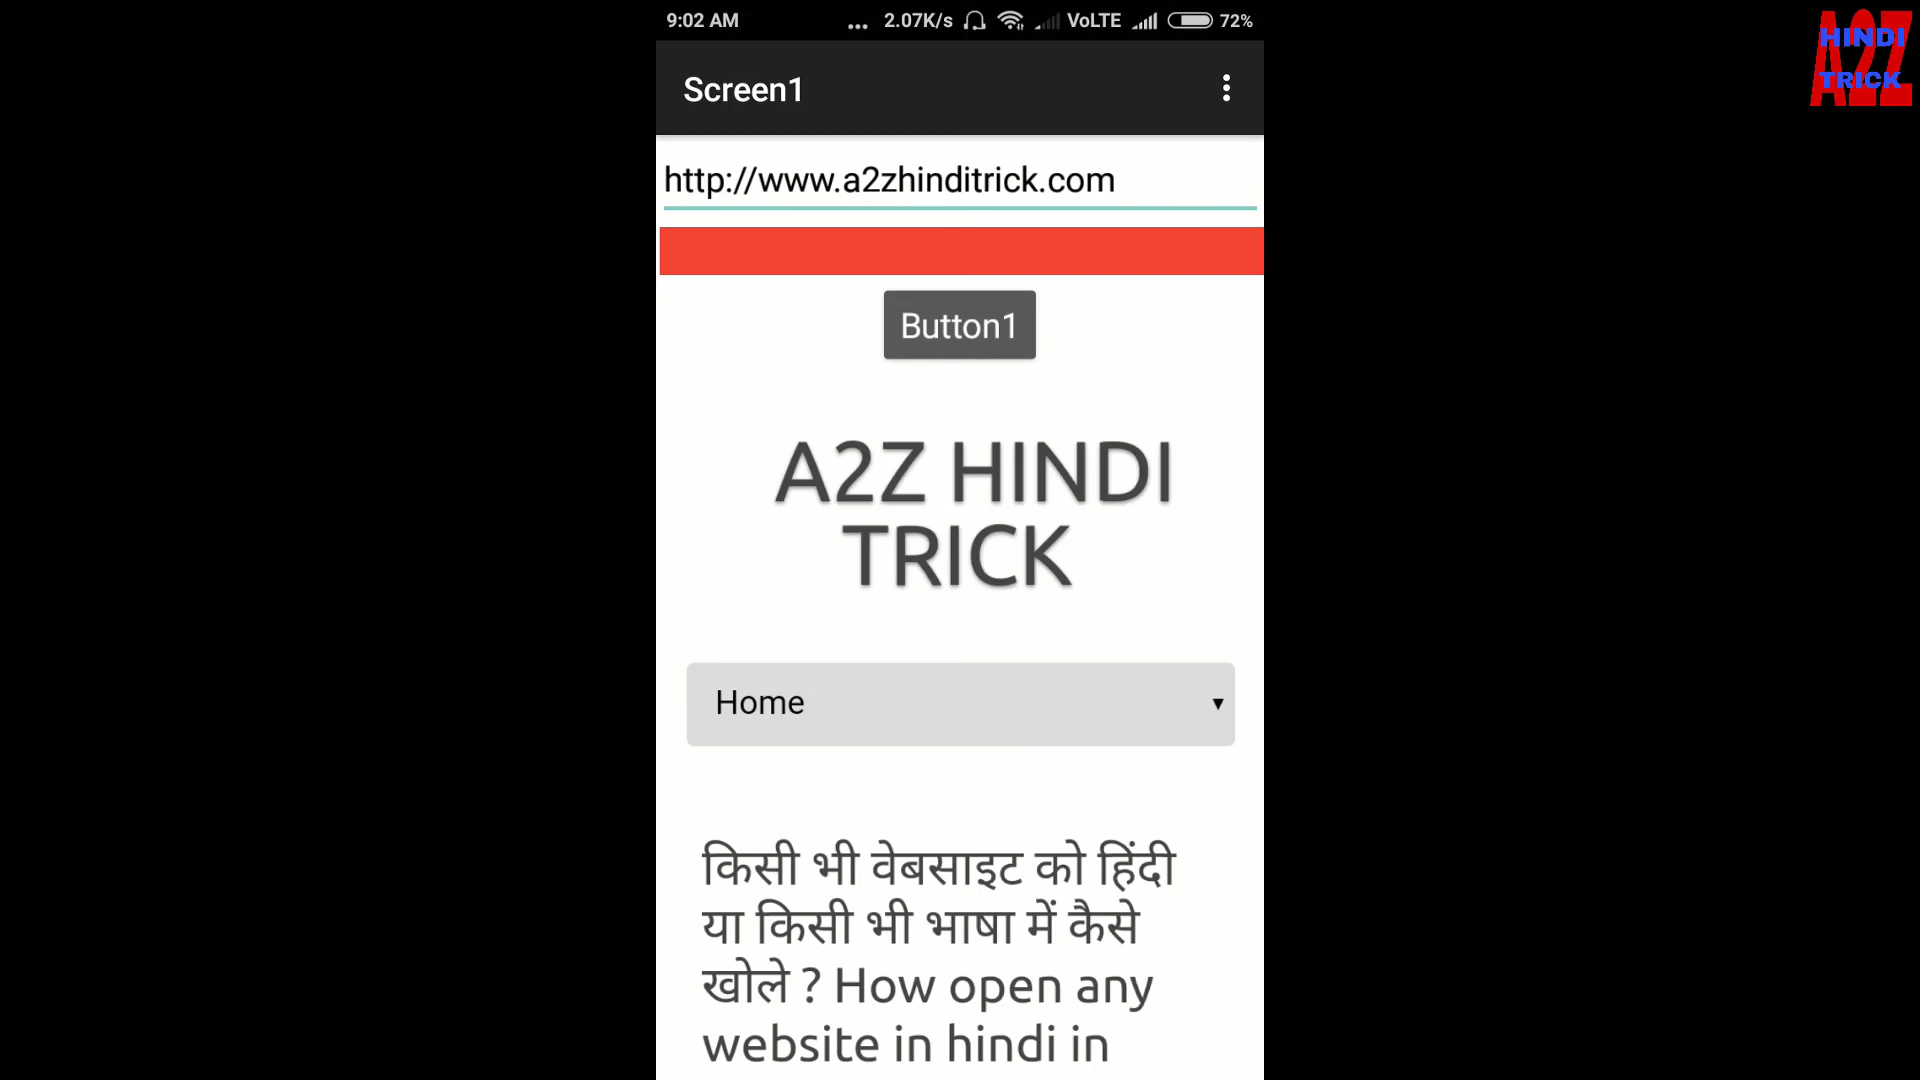 9:02 AM ... 2.07K/s VoLTE 72%
HINDI
A2Z
TRICK
Screen1
http://www.a2zhinditrick.com
Button1
A2Z HINDI
TRICK
Home
किसी भी वेबसाइट को हिंदी
या किसी भी भाषा में कैसे
खोले ? How open any
website in hindi in